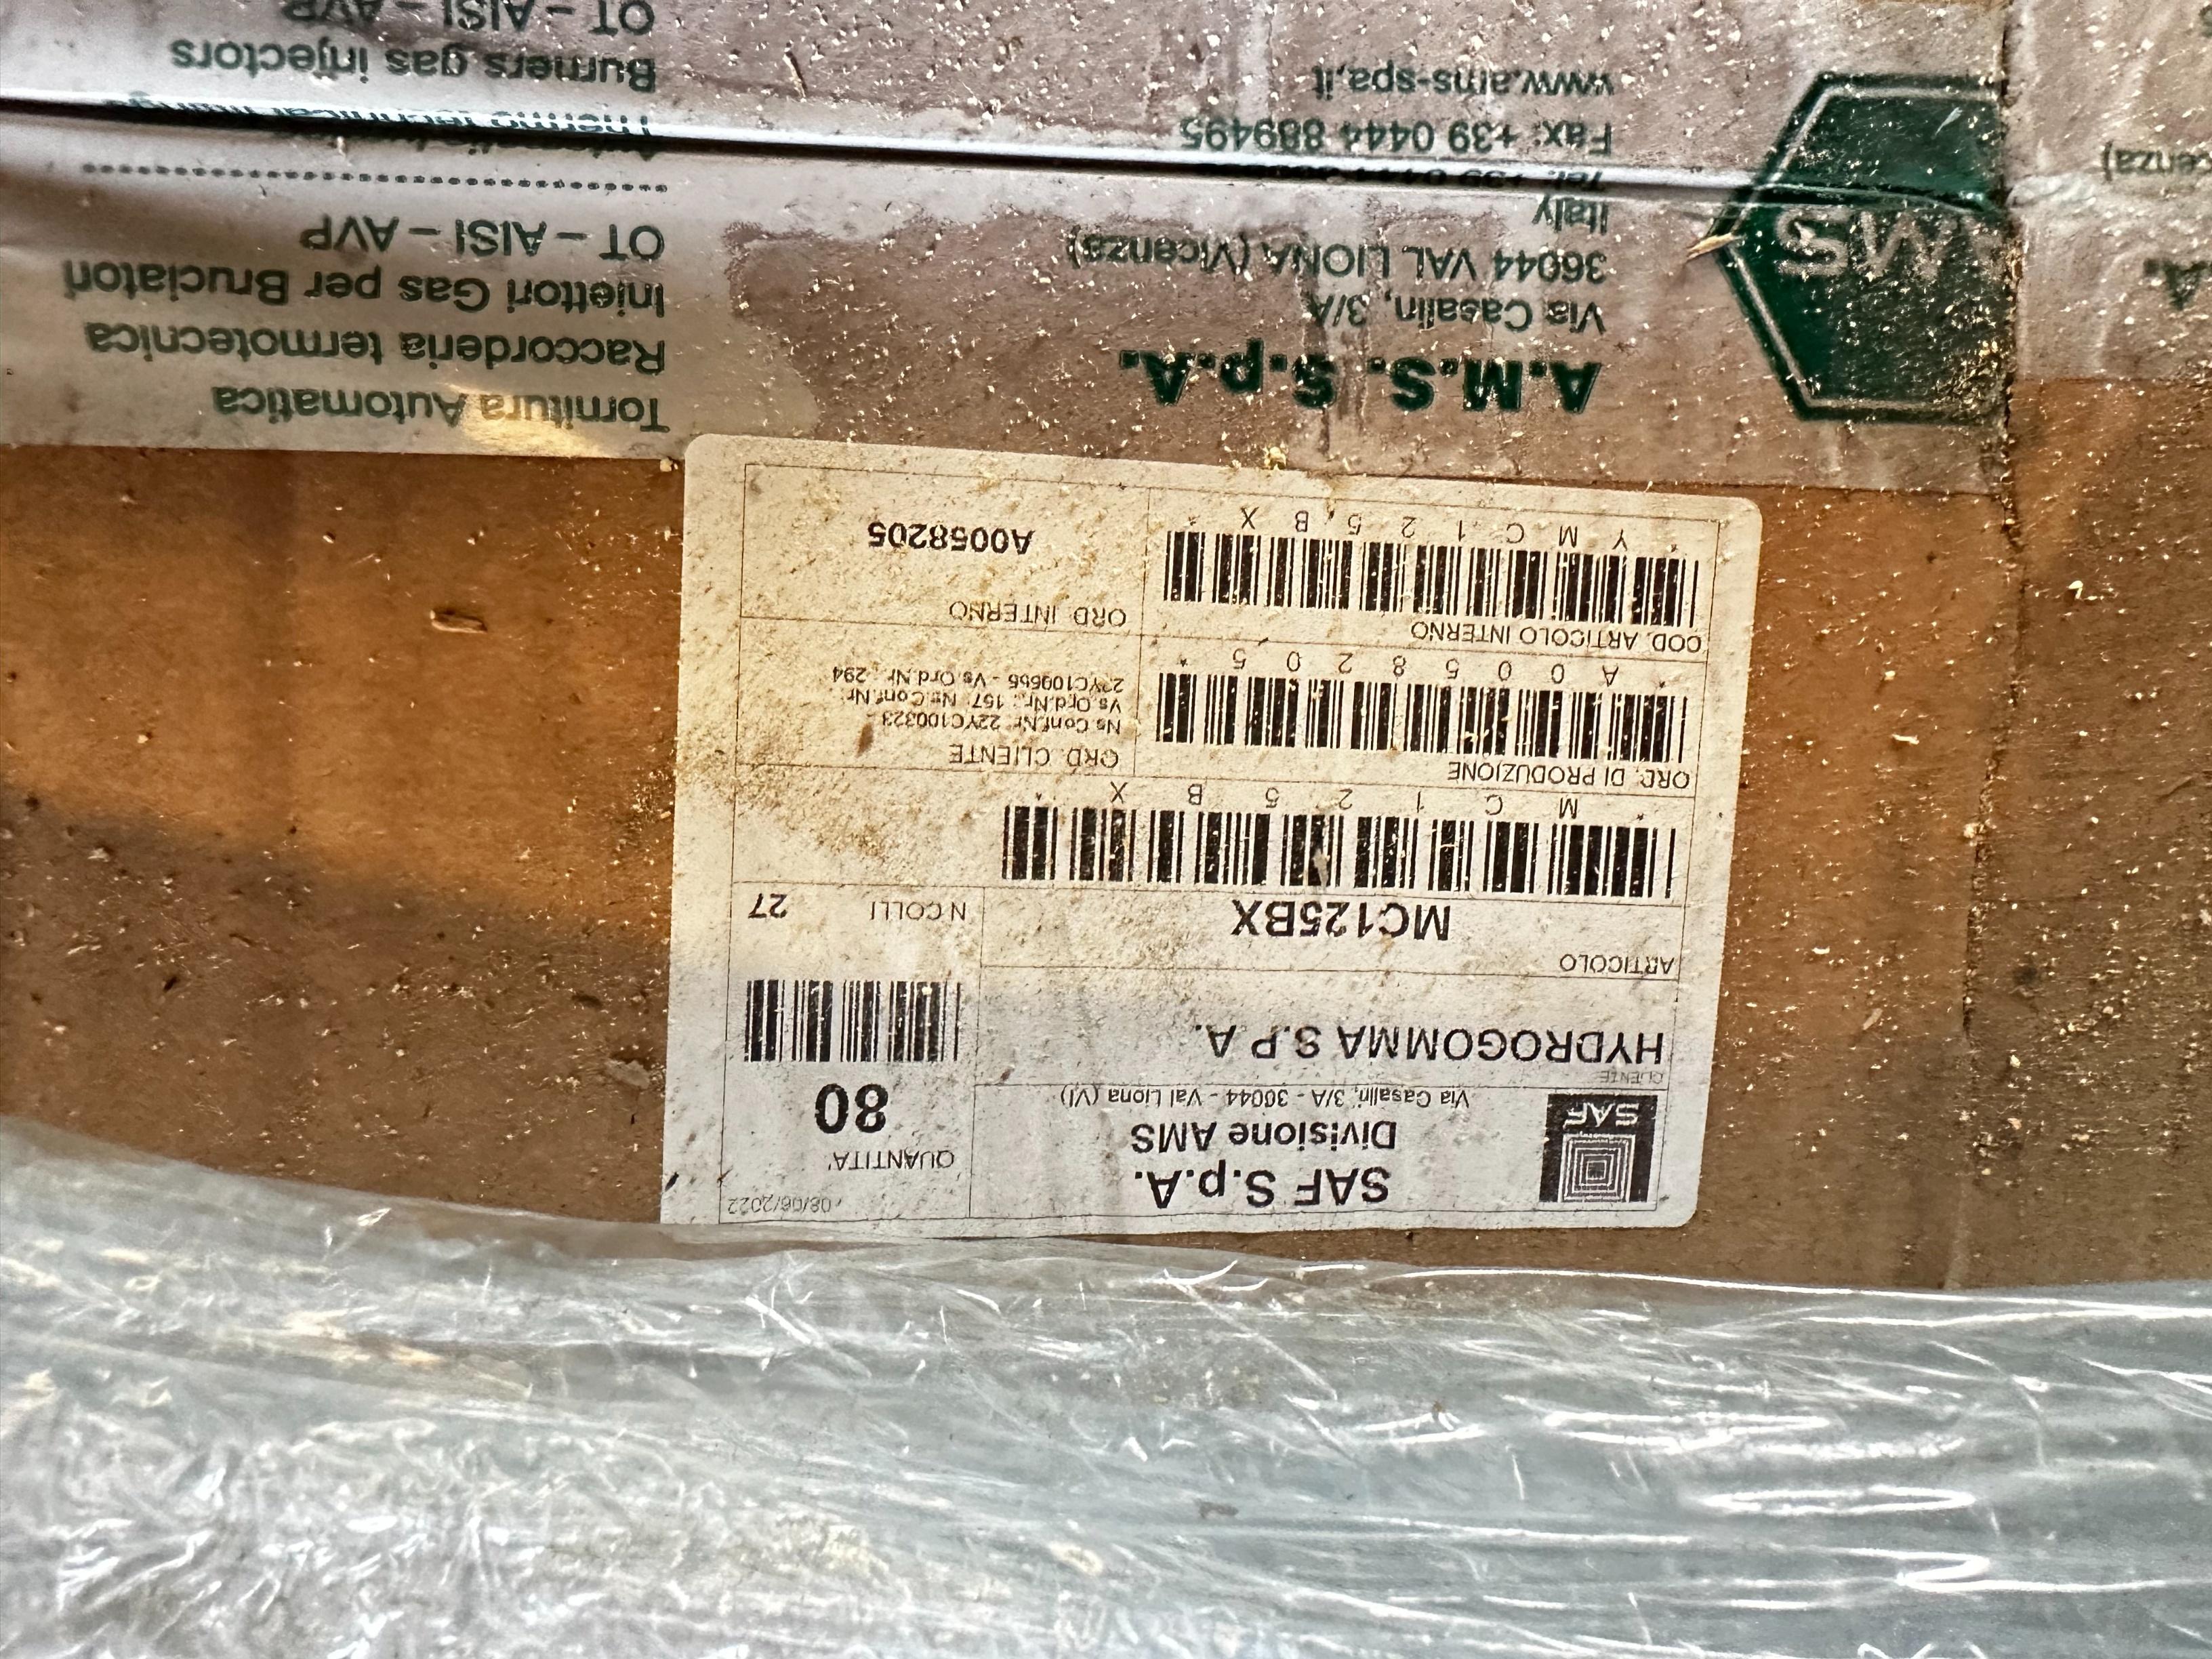 SAF
SAF S.p.A.
Divisione AMS
Via Casalin, 3/A - 36044 - Val Liona (VI)
08/06/2022
QUANTITA'
80
CLIENTE
HYDROGOMMA S.P.A.
ARTICOLO
MC125BX
N COLLI 27
* M C 1 2 5 B X *
ORD. DI PRODUZIONE
* A 0 0 5 8 2 0 5 *
ORD. CLIENTE
Ns.Conf.Nr. 22YC100323 -
Vs.Ord.Nr.: 157; Ns.Conf.Nr.
- Vs.Ord.Nr.: 294
COD. ARTICOLO INTERNO
* Y M C 1 2 5 B X *
ORD. INTERNO
A0058205
AMS
A.M.S. S.p.A.
Via Casalin, 3/A
36044 VAL LIONA (Vicenza)
Italy
Fax: +39 0444 889495
www.ams-spa.it
Tornitura Automatica
Raccorderia termotecnica
Iniettori Gas per Bruciatori
OT – AISI – AVP
Burners gas injectors
OT – AISI – AVP